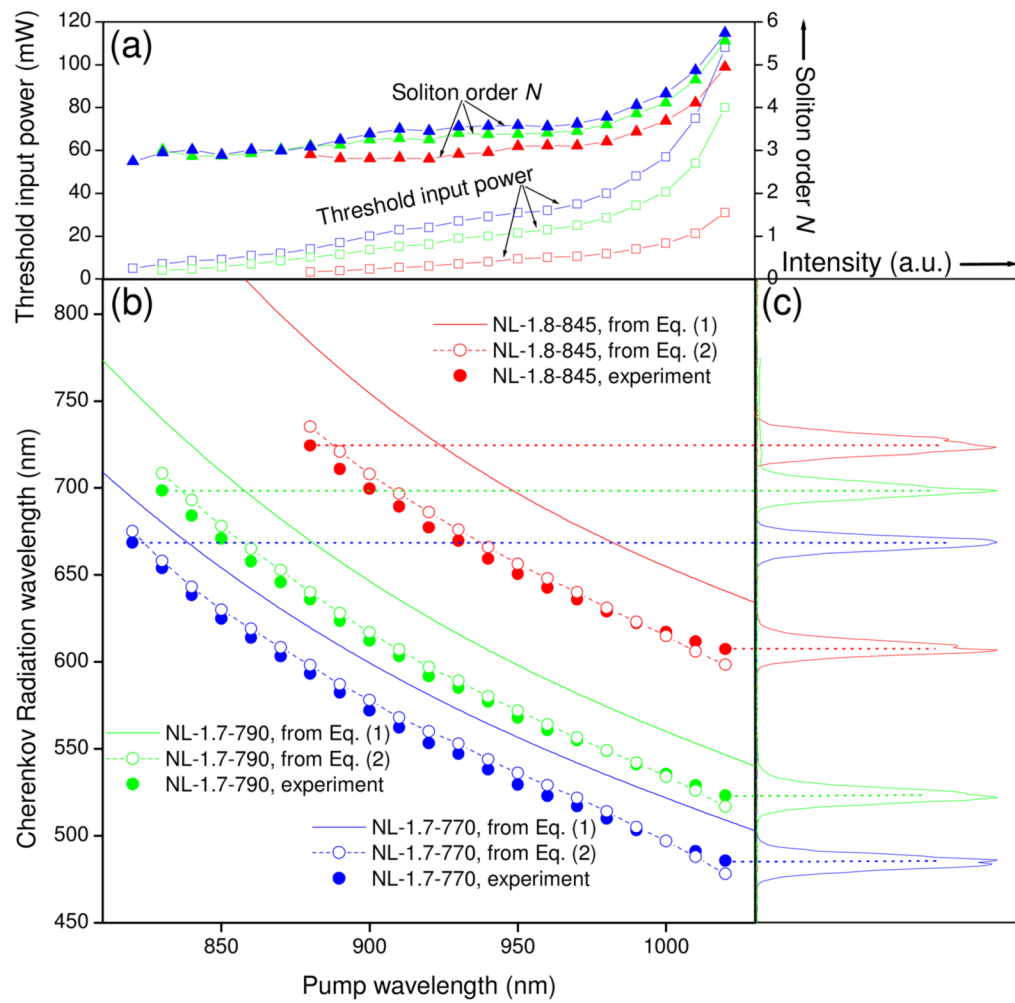 (a)
Threshold input power (mW)
120
100
80
60
40
20
0
Soliton order N
Threshold input power
6
5
4
3
2
1
0
Soliton order N
Intensity (a.u.)
(b)
(c)
Cherenkov Radiation wavelength (nm)
800
750
700
650
600
550
500
450
NL-1.8-845, from Eq. (1)
NL-1.8-845, from Eq. (2)
NL-1.8-845, experiment
NL-1.7-790, from Eq. (1)
NL-1.7-790, from Eq. (2)
NL-1.7-790, experiment
NL-1.7-770, from Eq. (1)
NL-1.7-770, from Eq. (2)
NL-1.7-770, experiment
850 900 950 1000
Pump wavelength (nm)